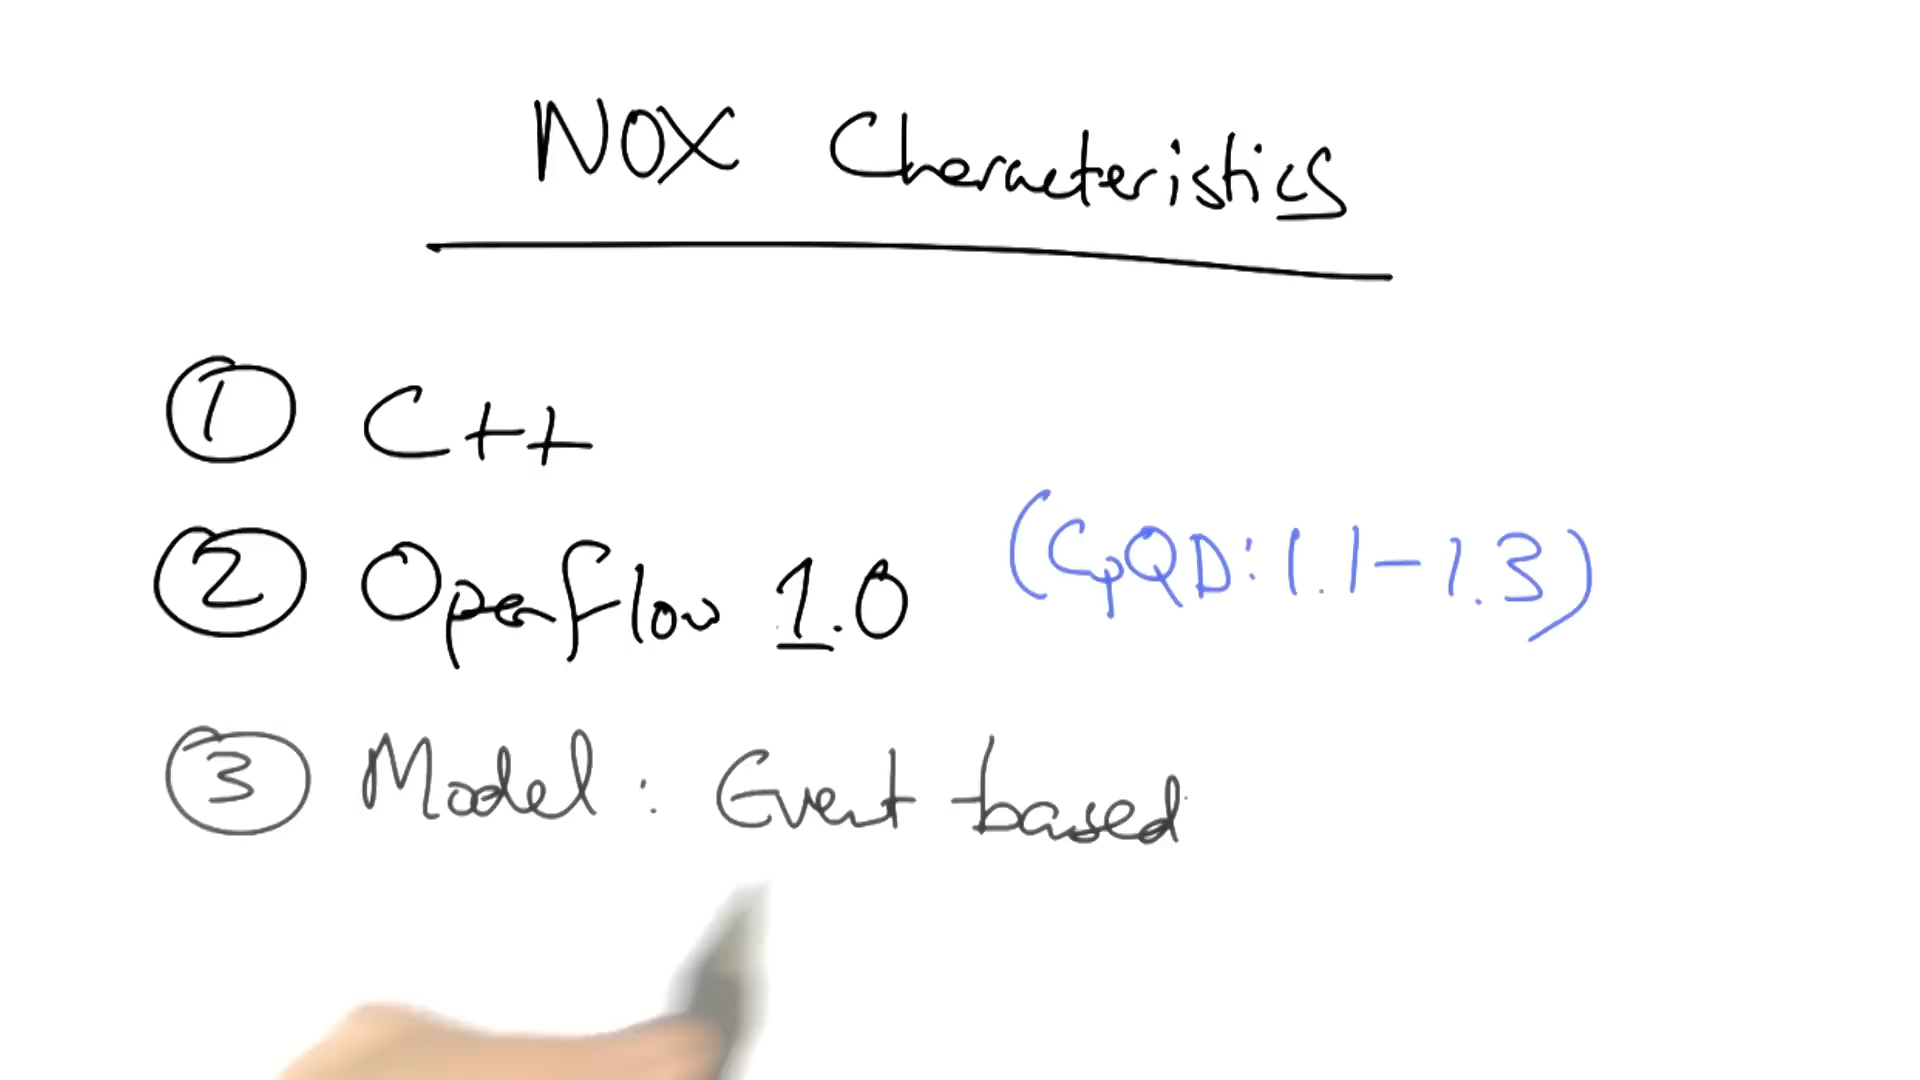 NOX Characteristics
1 C++
2 Openflow 1.0 (CPQD: 1.1-1.3)
3 Model: Event-based